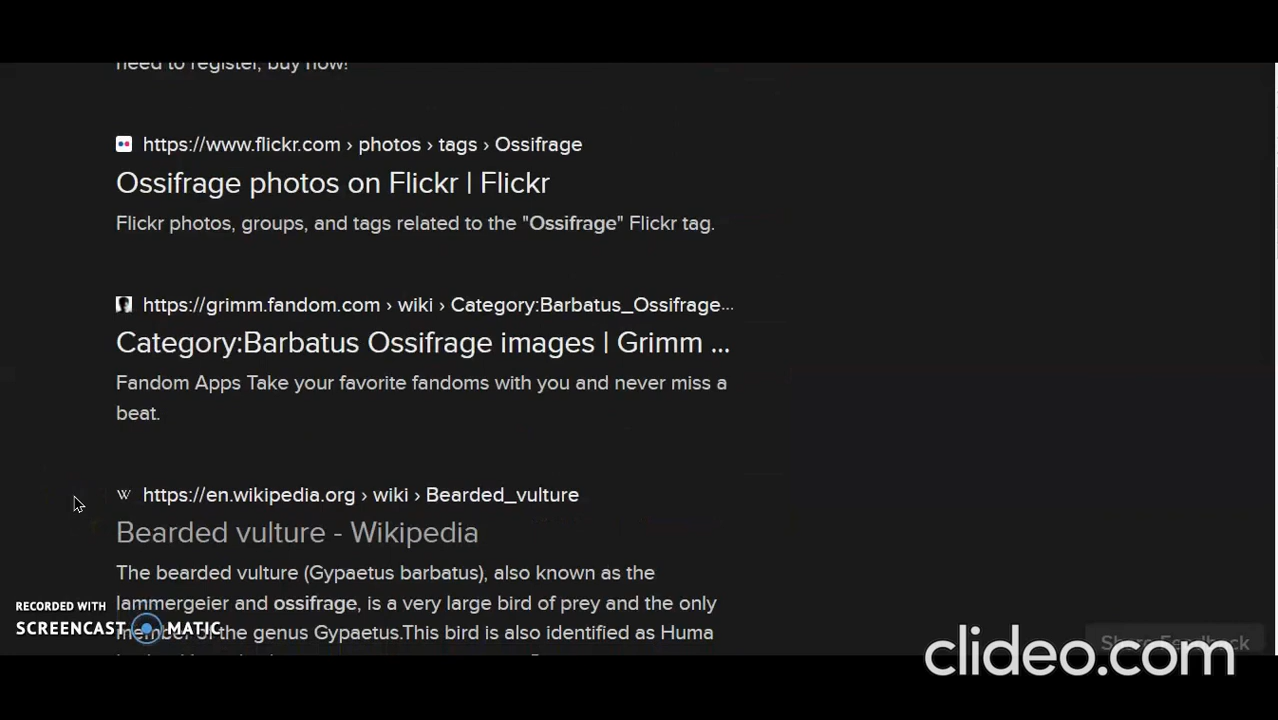 need to register, buy now!
https://www.flickr.com › photos › tags › Ossifrage
Ossifrage photos on Flickr | Flickr
Flickr photos, groups, and tags related to the "Ossifrage" Flickr tag.
https://grimm.fandom.com › wiki › Category:Barbatus_Ossifrage...
Category:Barbatus Ossifrage images | Grimm ...
Fandom Apps Take your favorite fandoms with you and never miss a
beat.
W https://en.wikipedia.org › wiki › Bearded_vulture
Bearded vulture - Wikipedia
The bearded vulture (Gypaetus barbatus), also known as the
lammergeier and ossifrage, is a very large bird of prey and the only
member of the genus Gypaetus.This bird is also identified as Huma
RECORDED WITH
SCREENCAST MATIC
Share Feedback
clideo.com